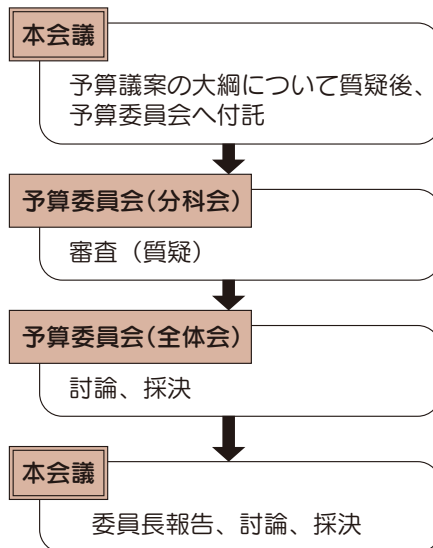 本会議
予算議案の大綱について質疑後、
予算委員会へ付託
予算委員会(分科会)
審査（質疑）
予算委員会(全体会)
討論、採決
本会議
委員長報告、討論、採決